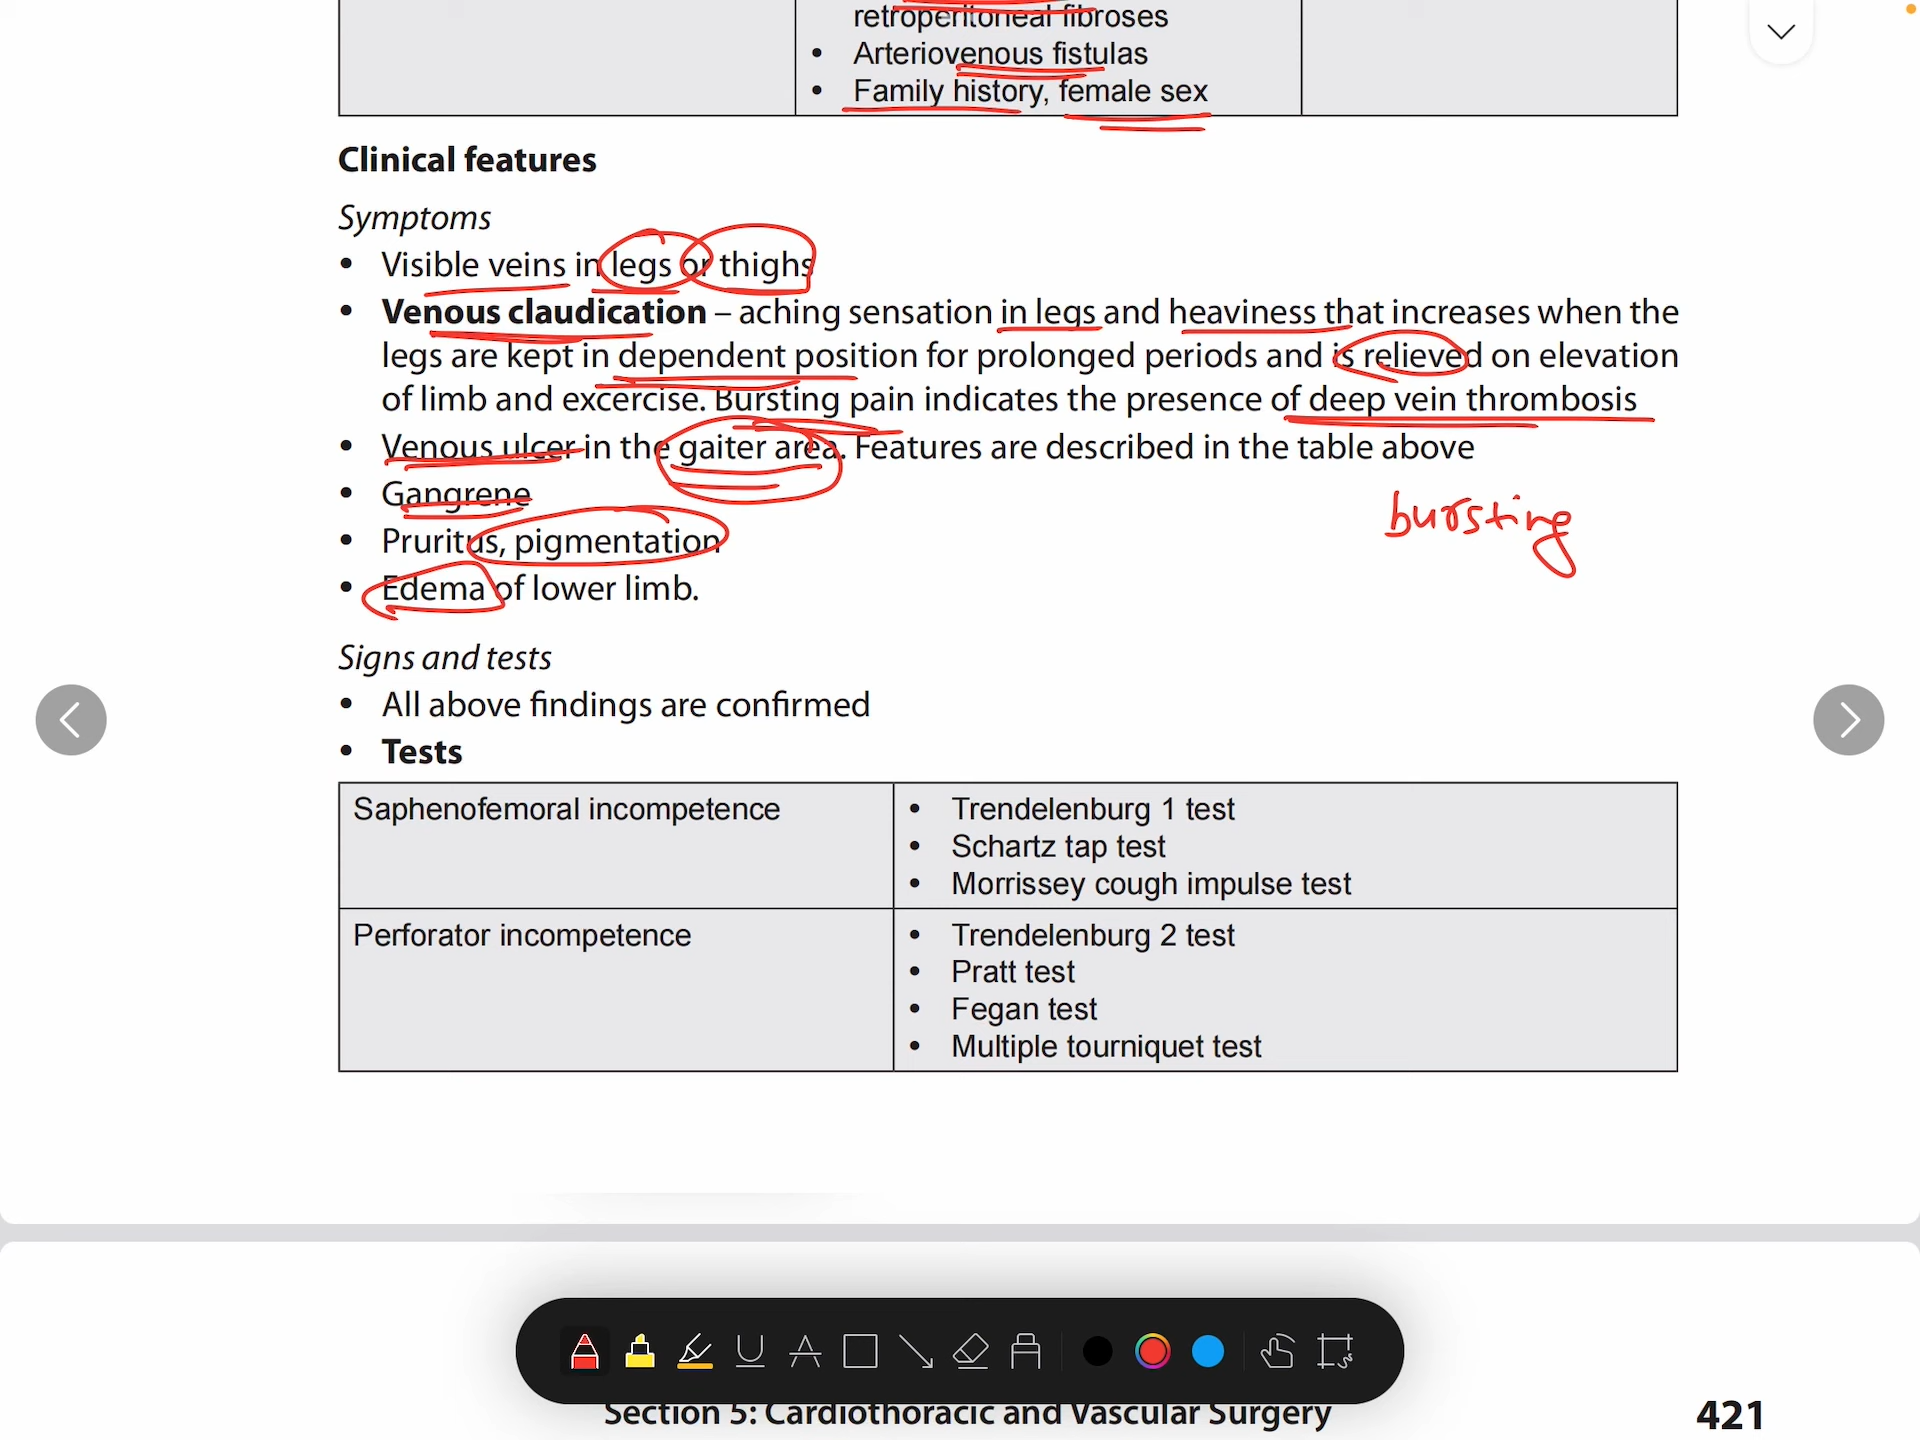 retroperitoneal fibroses
• Arteriovenous fistulas
• Family history, female sex
Clinical features
Symptoms
• Visible veins in legs or thighs
• Venous claudication – aching sensation in legs and heaviness that increases when the
legs are kept in dependent position for prolonged periods and is relieved on elevation
of limb and excercise. Bursting pain indicates the presence of deep vein thrombosis
• Venous ulcer in the gaiter area. Features are described in the table above
• Gangrene
bursting
• Pruritus, pigmentation
• Edema of lower limb.
Signs and tests
• All above findings are confirmed
• Tests
Saphenofemoral incompetence
• Trendelenburg 1 test
• Schartz tap test
• Morrissey cough impulse test
Perforator incompetence
• Trendelenburg 2 test
• Pratt test
• Fegan test
• Multiple tourniquet test
Section 5: Cardiothoracic and Vascular Surgery
421